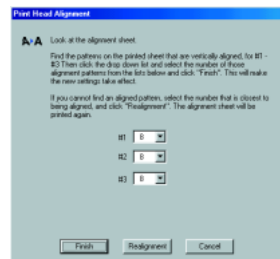 Print Head Alignment
A A Look at the alignment sheet.
Find the patterns on the printed sheet that are vertically aligned, for #1 -
#3 Then click the drop down list and select the number of those
alignment patterns from the lists below and click "Finish". This will make
the new settings take effect.
If you cannot find an aligned pattern, select the number that is closest to
being aligned, and click "Realignment". The alignment sheet will be
printed again.
#1 8
#2 8
#3 8
Finish Realignment Cancel